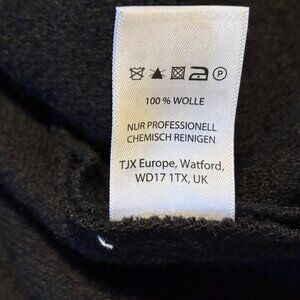 100 % WOLLE
NUR PROFESSIONELL
CHEMISCH REINIGEN
TJX Europe, Watford,
WD17 1TX, UK